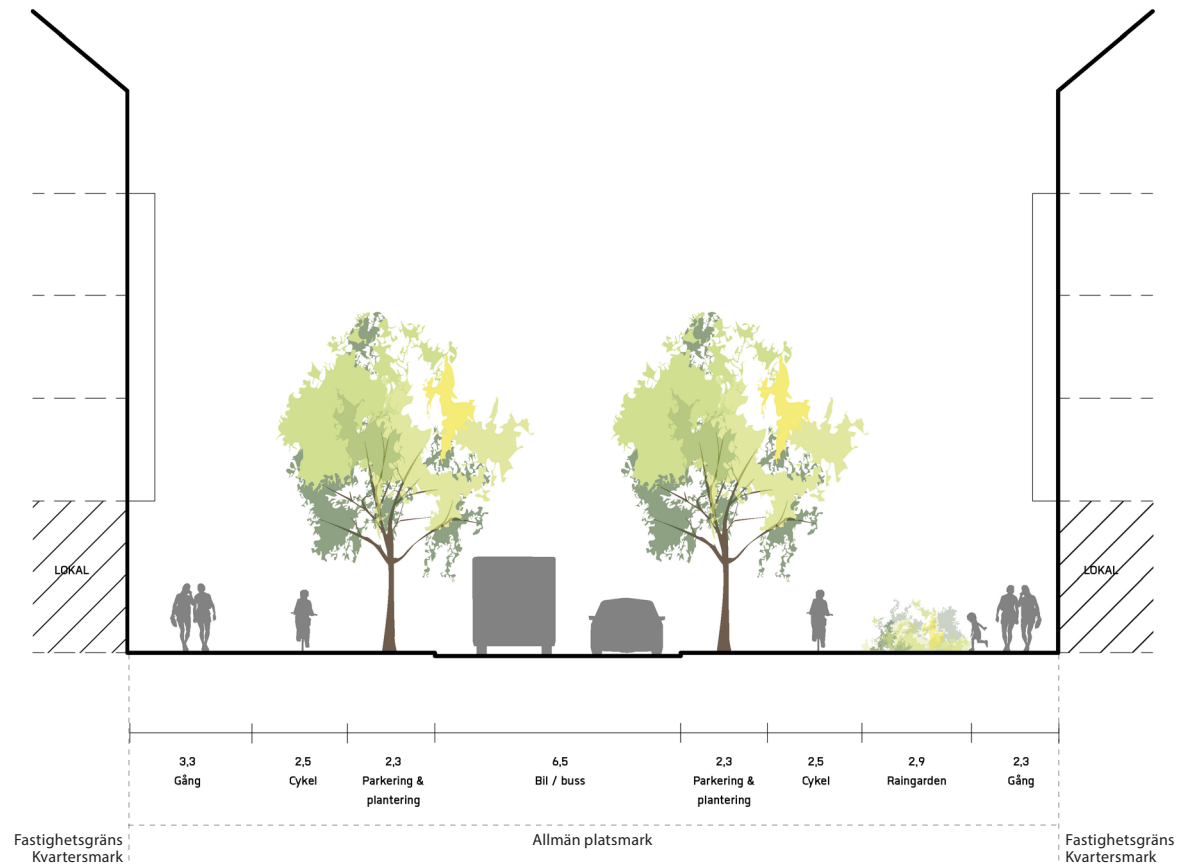 LOKAL
LOKAL
3,3
Gång
2,5
Cykel
2,3
Parkering &
plantering
6,5
Bil / buss
2,3
Parkering &
plantering
2,5
Cykel
2,9
Raingarden
2,3
Gång
Fastighetsgräns
Kvartersmark
Allmän platsmark
Fastighetsgräns
Kvartersmark